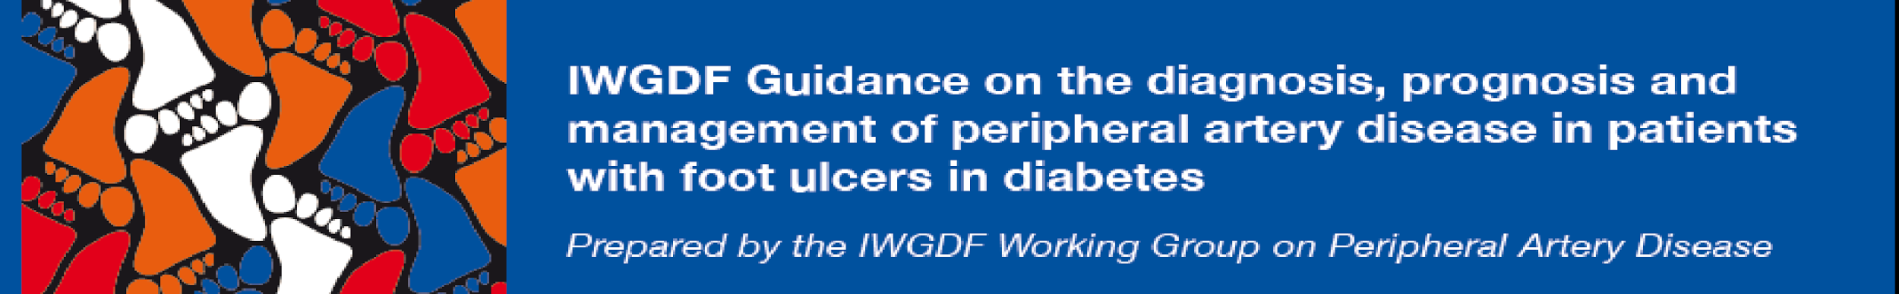 IWGDF Guidance on the diagnosis, prognosis and
management of peripheral artery disease in patients
with foot ulcers in diabetes
Prepared by the IWGDF Working Group on Peripheral Artery Disease